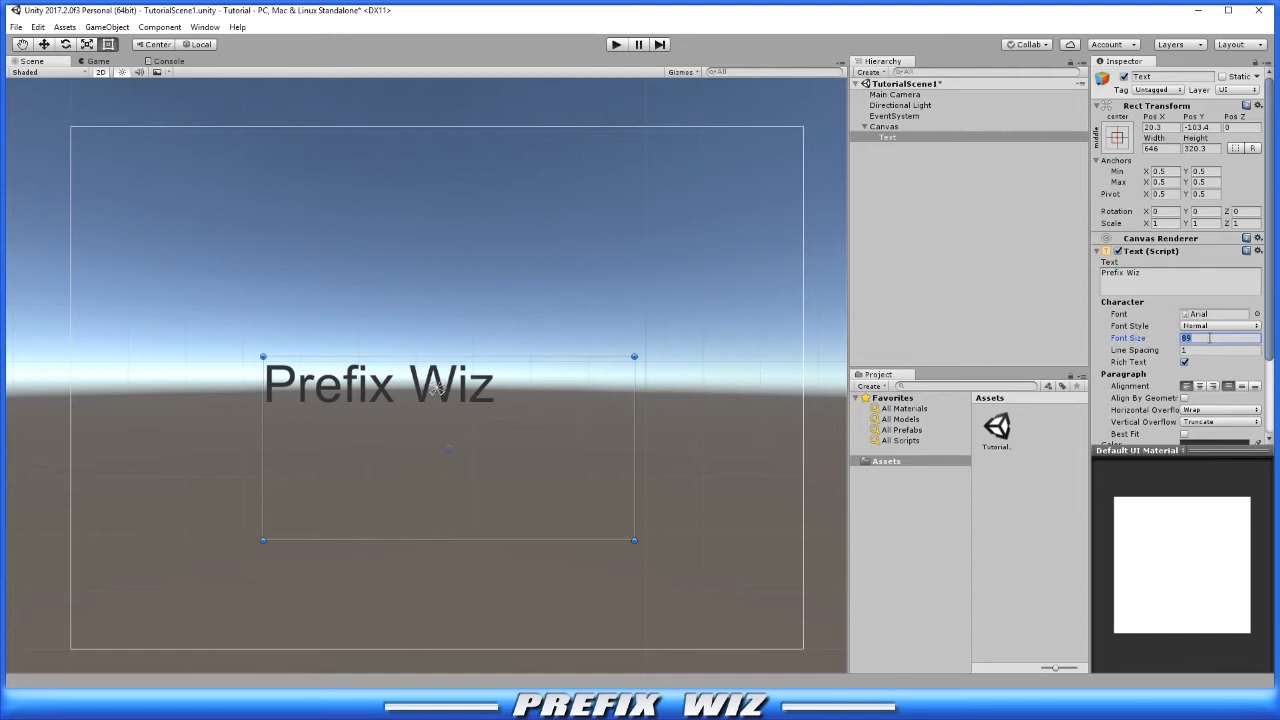 Unity 2017.2.0f3 Personal (64bit) - TutorialScene1.unity - Tutorial - PC, Mac & Linux Standalone* <DX11>
File Edit Assets GameObject Component Window Help
Center Local Collab Account Layers Layout
Scene Game Console
Shaded 2D Gizmos All
Prefix Wiz
Hierarchy
Create All
TutorialScene1*
Main Camera
Directional Light
EventSystem
Canvas
Text
Project
Create
Favorites
All Materials
All Models
All Prefabs
All Scripts
Assets
Assets
Tutorial.
Inspector
Text Static
Tag Untagged Layer UI
Rect Transform
center Pos X Pos Y Pos Z
middle 20.3 -103.4 0
Width Height
646 320.3 R
Anchors
Min X 0.5 Y 0.5
Max X 0.5 Y 0.5
Pivot X 0.5 Y 0.5
Rotation X 0 Y 0 Z 0
Scale X 1 Y 1 Z 1
Canvas Renderer
Text (Script)
Text
Prefix Wiz
Character
Font Arial
Font Style Normal
Font Size 89
Line Spacing 1
Rich Text
Paragraph
Alignment
Align By Geometr
Horizontal Overflo Wrap
Vertical Overflow Truncate
Best Fit
Default UI Material
PREFIX WIZ